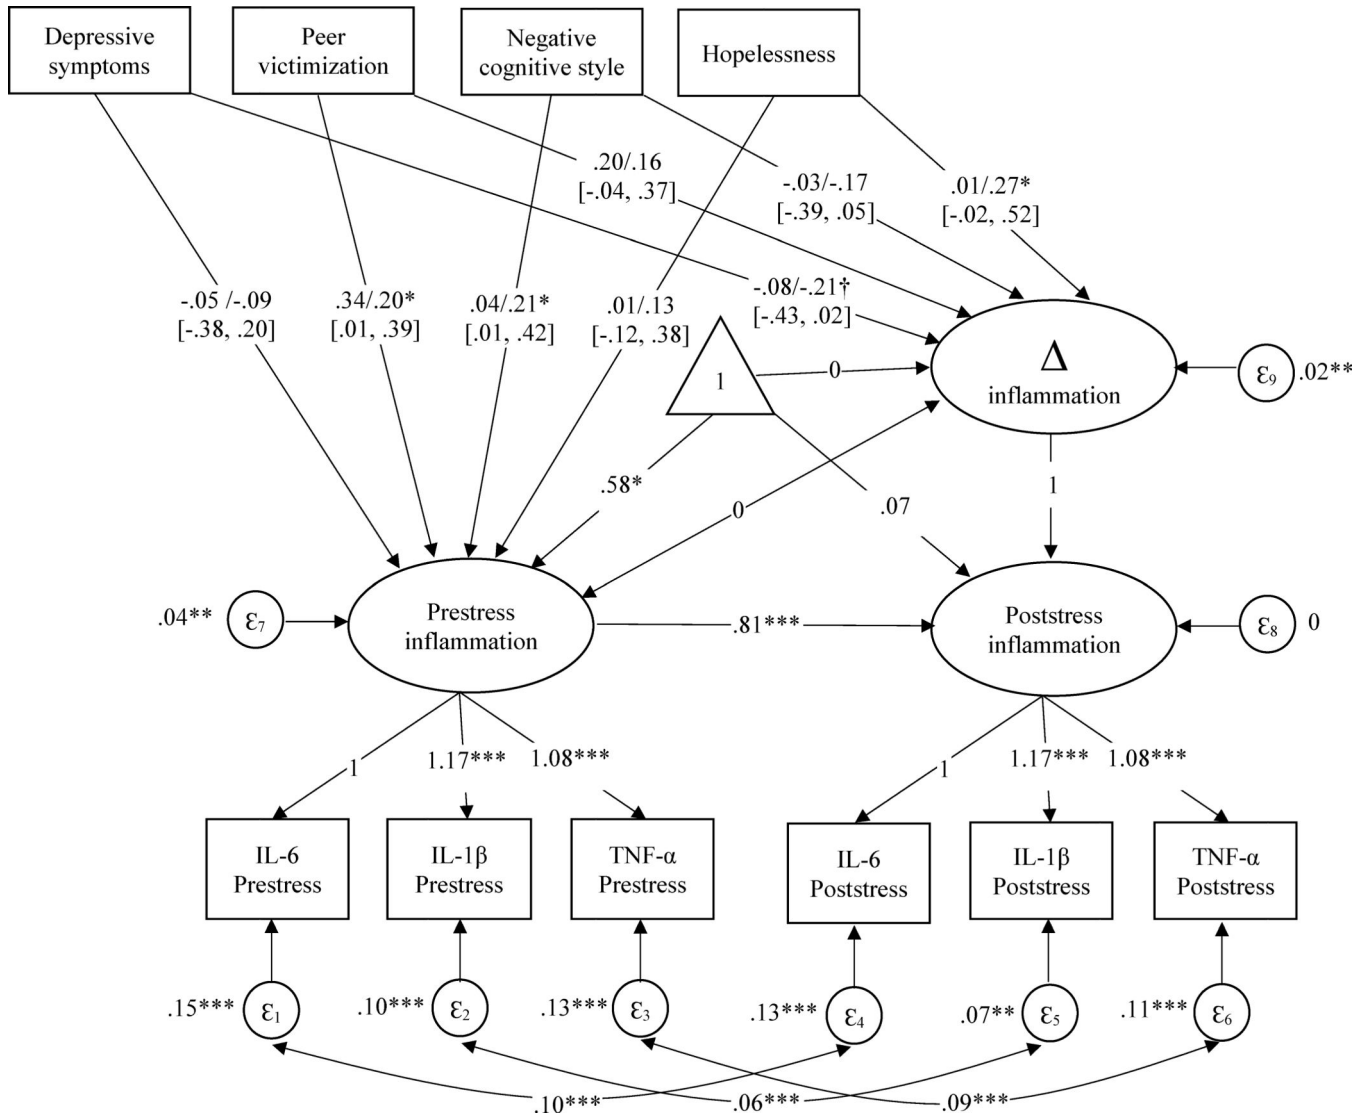 Depressive
symptoms
Peer
victimization
Negative
cognitive style
Hopelessness
.20/.16
[-.04, .37]
-.03/-.17
[-.39, .05]
.01/.27*
[-.02, .52]
-.05 /-.09
[-.38, .20]
.34/.20*
[.01, .39]
.04/.21*
[.01, .42]
.01/.13
[-.12, .38]
-.08/-.21†
[-.43, .02]
1
0
Δ
inflammation
ε9
.02**
.58*
0
.07
1
.04**
ε7
Prestress
inflammation
.81***
Poststress
inflammation
ε8
0
1
1.17***
1.08***
1
1.17***
1.08***
IL-6
Prestress
IL-1β
Prestress
TNF-α
Prestress
IL-6
Poststress
IL-1β
Poststress
TNF-α
Poststress
.15***
ε1
.10***
ε2
.13***
ε3
.13***
ε4
.07**
ε5
.11***
ε6
.10***
.06***
.09***